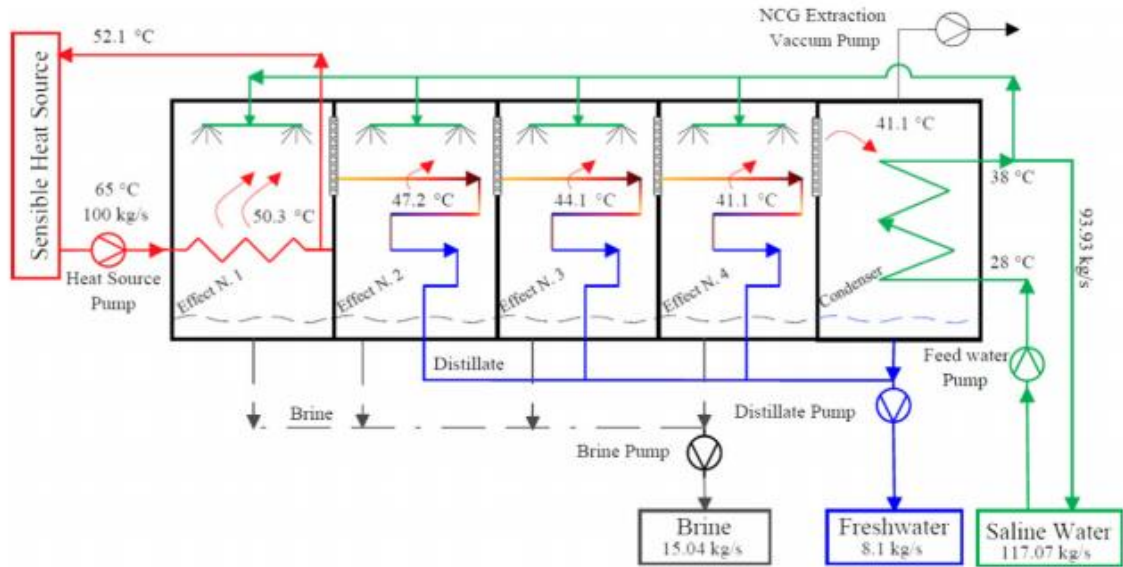 NCG Extraction
Vaccum Pump
52.1 °C
Sensible Heat Source
41.1 °C
65 °C
100 kg/s
38 °C
47.2 °C
44.1 °C
41.1 °C
50.3 °C
93.93 kg/s
Heat Source
Pump
28 °C
Effect N. 1
Effect N. 2
Effect N. 3
Effect N. 4
Condenser
Distillate
Feed water
Pump
Brine
Distillate Pump
Brine Pump
Brine
15.04 kg/s
Freshwater
8.1 kg/s
Saline Water
117.07 kg/s